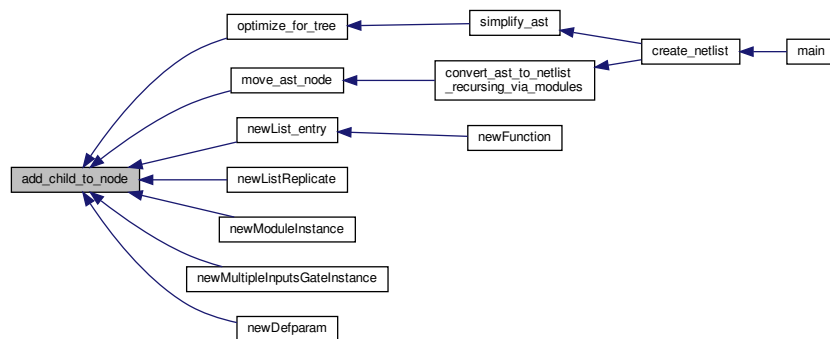 optimize_for_tree
simplify_ast
create_netlist
main
move_ast_node
convert_ast_to_netlist
_recursing_via_modules
newList_entry
newFunction
add_child_to_node
newListReplicate
newModuleInstance
newMultipleInputsGateInstance
newDefparam